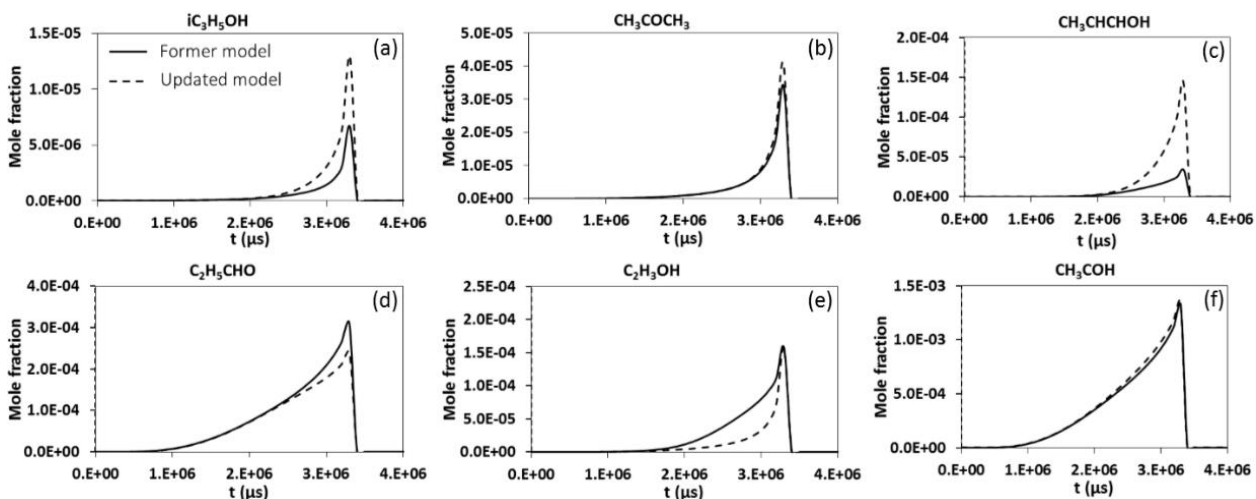 iC₃H₅OH
1.5E-05
1.0E-05
5.0E-06
0.0E+00
Mole fraction
Former model
Updated model
(a)
0.E+00 1.E+06 2.E+06 3.E+06 4.E+06
t (µs)
CH₃COCH₃
5.0E-05
4.0E-05
3.0E-05
2.0E-05
1.0E-05
0.0E+00
Mole fraction
(b)
0.E+00 1.E+06 2.E+06 3.E+06 4.E+06
t (µs)
CH₃CHCHOH
2.0E-04
1.5E-04
1.0E-04
5.0E-05
0.0E+00
Mole fraction
(c)
0.E+00 1.E+06 2.E+06 3.E+06 4.E+06
t (µs)
C₂H₅CHO
4.0E-04
3.0E-04
2.0E-04
1.0E-04
0.0E+00
Mole fraction
(d)
0.E+00 1.E+06 2.E+06 3.E+06 4.E+06
t (µs)
C₂H₃OH
2.5E-04
2.0E-04
1.5E-04
1.0E-04
5.0E-05
0.0E+00
Mole fraction
(e)
0.E+00 1.E+06 2.E+06 3.E+06 4.E+06
t (µs)
CH₃COH
1.5E-03
1.0E-03
5.0E-04
0.0E+00
Mole fraction
(f)
0.E+00 1.E+06 2.E+06 3.E+06 4.E+06
t (µs)